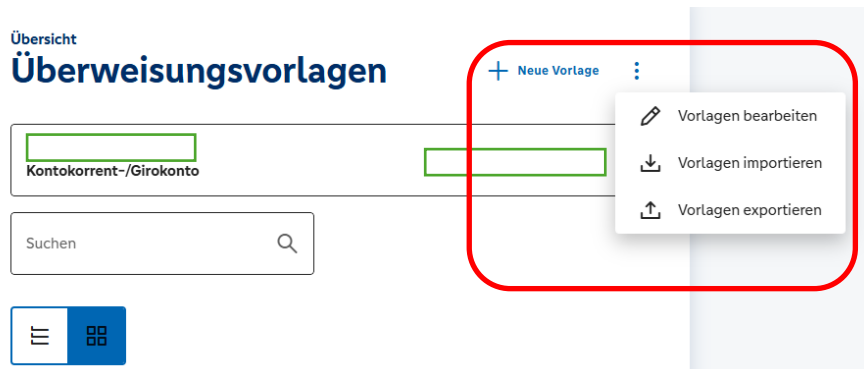 Übersicht
Überweisungsvorlagen
Neue Vorlage
Vorlagen bearbeiten
Vorlagen importieren
Vorlagen exportieren
Kontokorrent-/Girokonto
Suchen